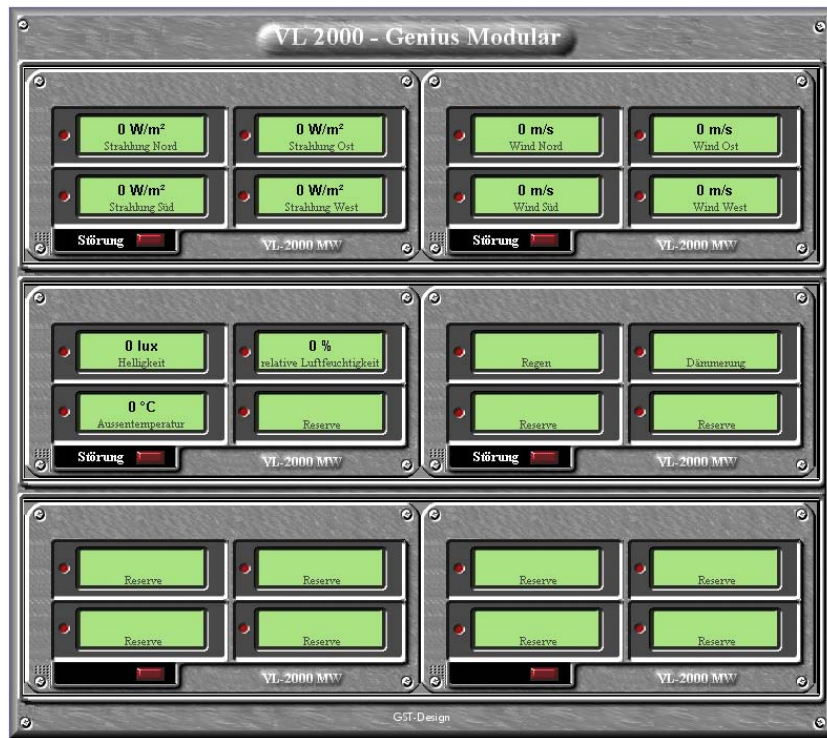 VL 2000 - Genius Modular
0 W/m²
Strahlung Nord
0 W/m²
Strahlung Ost
0 W/m²
Strahlung Süd
0 W/m²
Strahlung West
Störung
VL-2000 MW
0 m/s
Wind Nord
0 m/s
Wind Ost
0 m/s
Wind Süd
0 m/s
Wind West
Störung
VL-2000 MW
0 lux
Helligkeit
0 %
relative Luftfeuchtigkeit
0 °C
Aussentemperatur
Reserve
Störung
VL-2000 MW
Regen
Dämmerung
Reserve
Reserve
Störung
VL-2000 MW
Reserve
Reserve
Reserve
Reserve
VL-2000 MW
Reserve
Reserve
Reserve
Reserve
VL-2000 MW
GST-Design